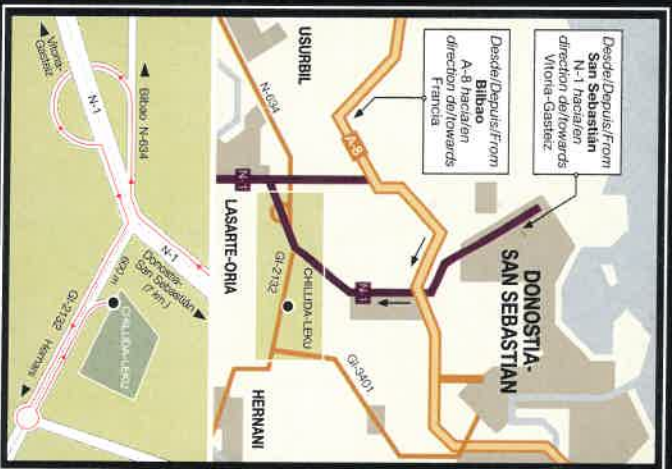 Desde/Depuis/From
San Sebastián
N-1 hacia/en
direction de/towards
Vitoria-Gasteiz
Desde/Depuis/From
Bilbao
A-8 hacia/en
direction de/towards
Francia
DONOSTIA-
SAN SEBASTIAN
A-8
USURBIL
N-634
N-1
N-1
CHILLIDA-LEKU
GI-2132
GI-3401
LASARTE-ORIA
HERNANI
Bilbao N-634
N-1
Donostia-
San Sebastián
(7 km.)
N-1
Vitoria-
Gasteiz
600 m
CHILLIDA-LEKU
GI-2132
Hernani